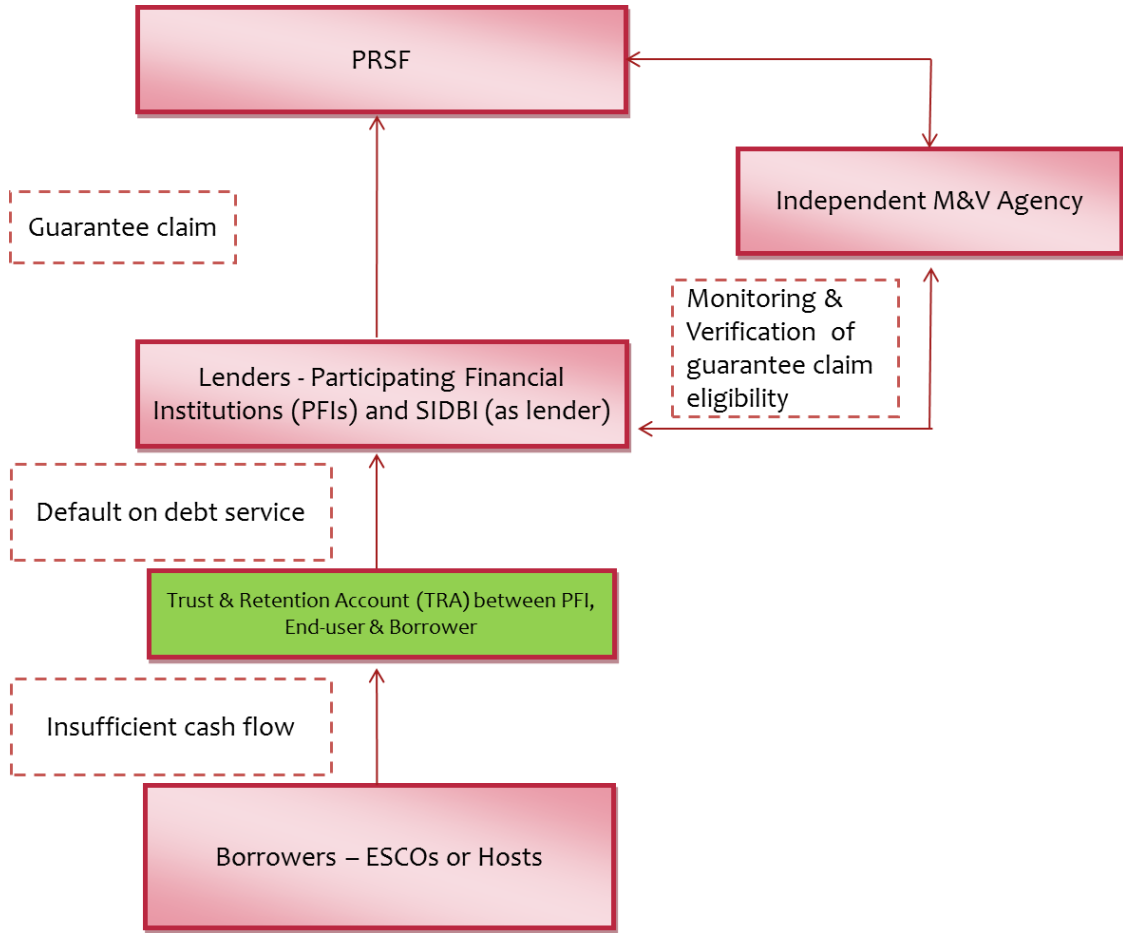 PRSF
Independent M&V Agency
Guarantee claim
Monitoring &
Verification of
guarantee claim
eligibility
Lenders - Participating Financial
Institutions (PFIs) and SIDBI (as lender)
Default on debt service
Trust & Retention Account (TRA) between PFI,
End-user & Borrower
Insufficient cash flow
Borrowers – ESCOs or Hosts